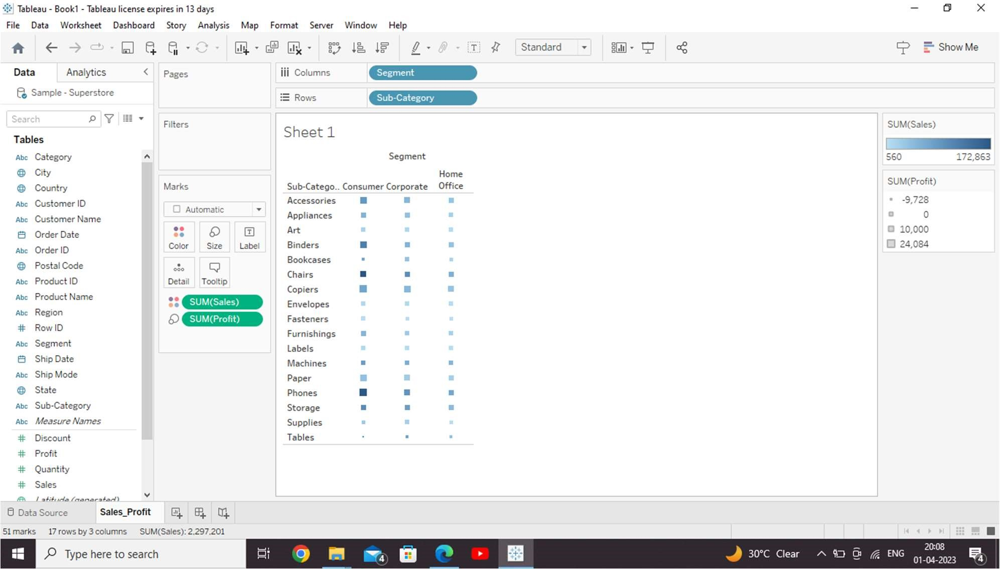 Tableau - Book1 - Tableau license expires in 13 days
File Data Worksheet Dashboard Story Analysis Map Format Server Window Help
Standard
Show Me
Data Analytics
Sample - Superstore
Search
Tables
Abc Category
City
Country
Abc Customer ID
Abc Customer Name
Order Date
Abc Order ID
Postal Code
Abc Product ID
Abc Product Name
Abc Region
# Row ID
Abc Segment
Ship Date
Abc Ship Mode
State
Abc Sub-Category
Abc Measure Names
# Discount
# Profit
# Quantity
# Sales
Latitude (generated)
Pages
Filters
Marks
Automatic
Color Size Label
Detail Tooltip
SUM(Sales)
SUM(Profit)
Columns Segment
Rows Sub-Category
Sheet 1
Segment
Sub-Catego.. Consumer Corporate Home Office
Accessories
Appliances
Art
Binders
Bookcases
Chairs
Copiers
Envelopes
Fasteners
Furnishings
Labels
Machines
Paper
Phones
Storage
Supplies
Tables
SUM(Sales)
560 172,863
SUM(Profit)
-9,728
0
10,000
24,084
Data Source Sales_Profit
51 marks 17 rows by 3 columns SUM(Sales): 2,297,201
Type here to search
4
30°C Clear
ENG
20:08
01-04-2023
4